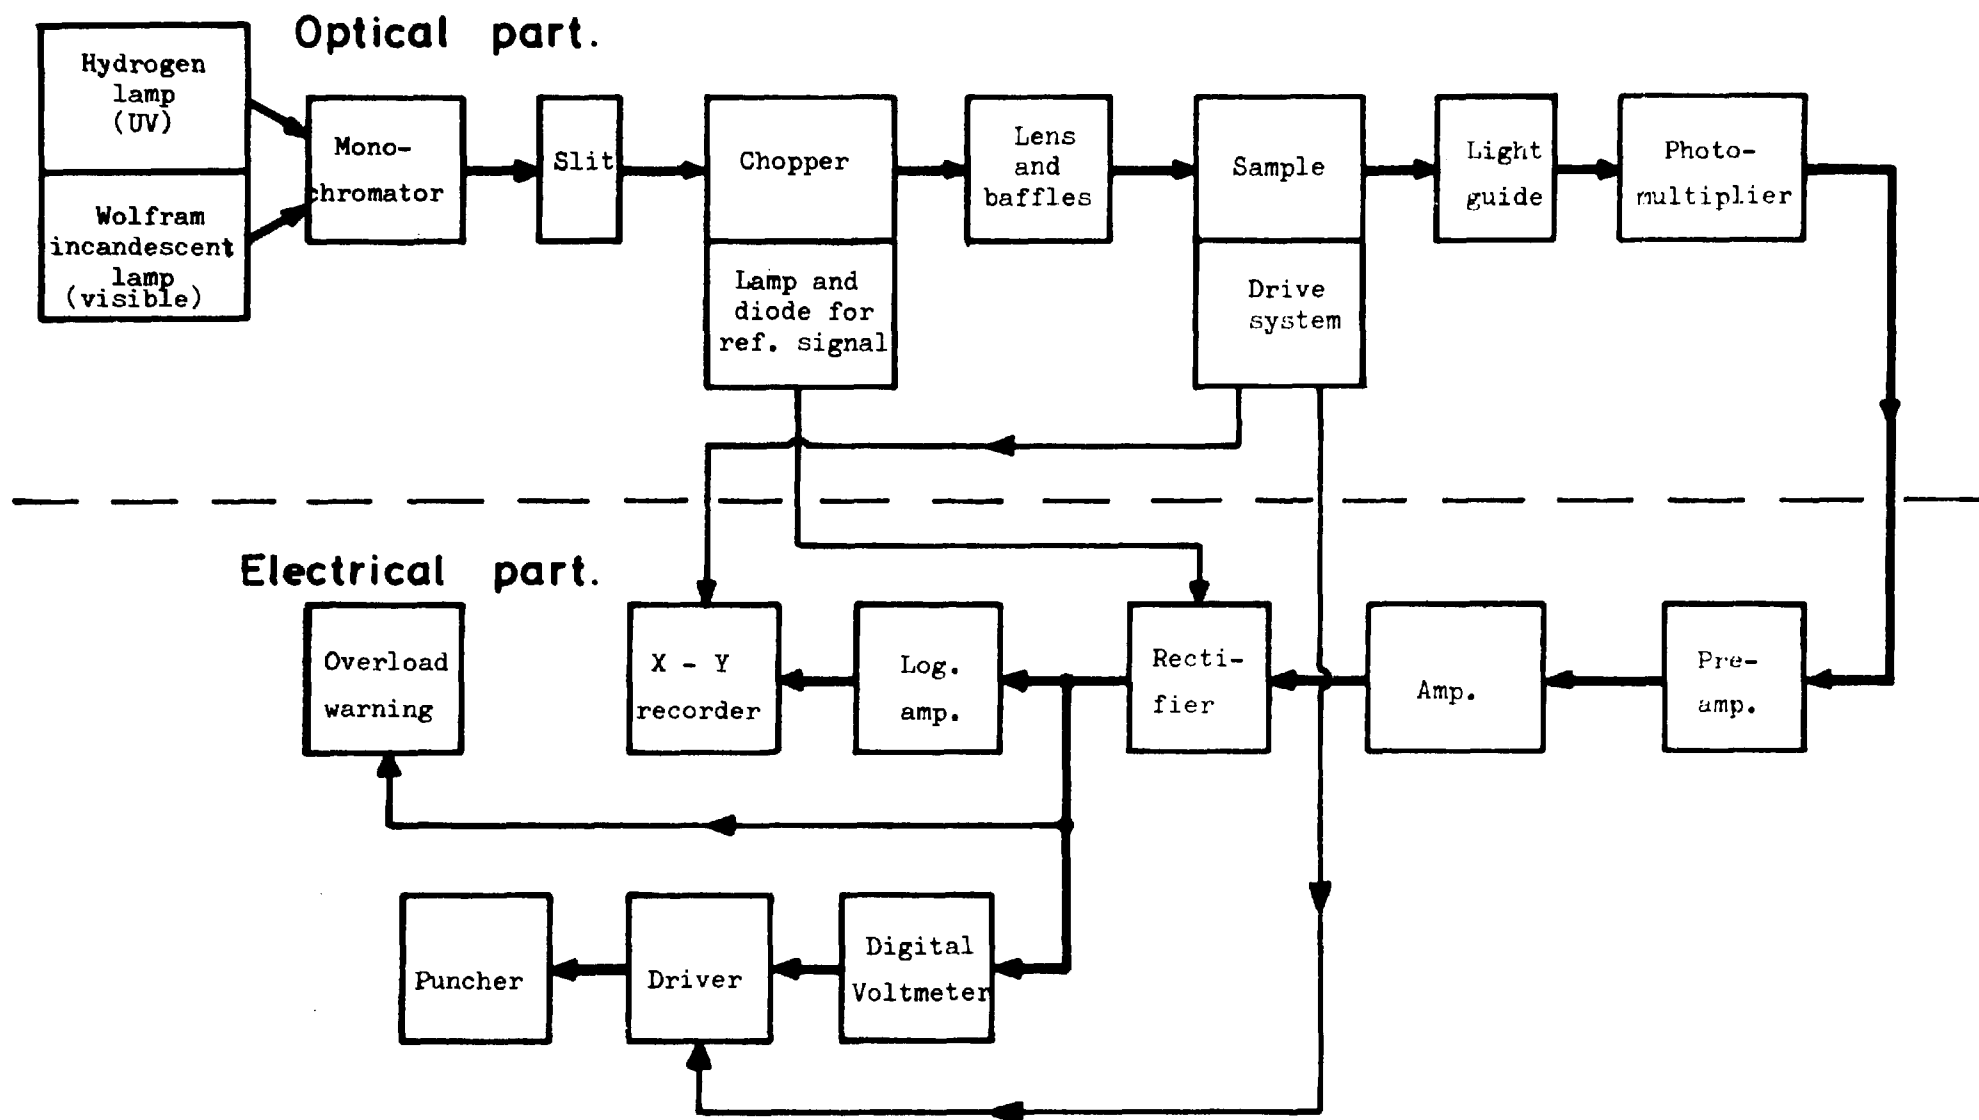 Optical part.
Hydrogen
lamp
(UV)
Wolfram
incandescent
lamp
(visible)
Mono-
chromator
Slit
Chopper
Lamp and
diode for
ref. signal
Lens
and
baffles
Sample
Drive
system
Light
guide
Photo-
multiplier
Electrical part.
Overload
warning
X - Y
recorder
Log.
amp.
Recti-
fier
Amp.
Pre-
amp.
Puncher
Driver
Digital
Voltmeter